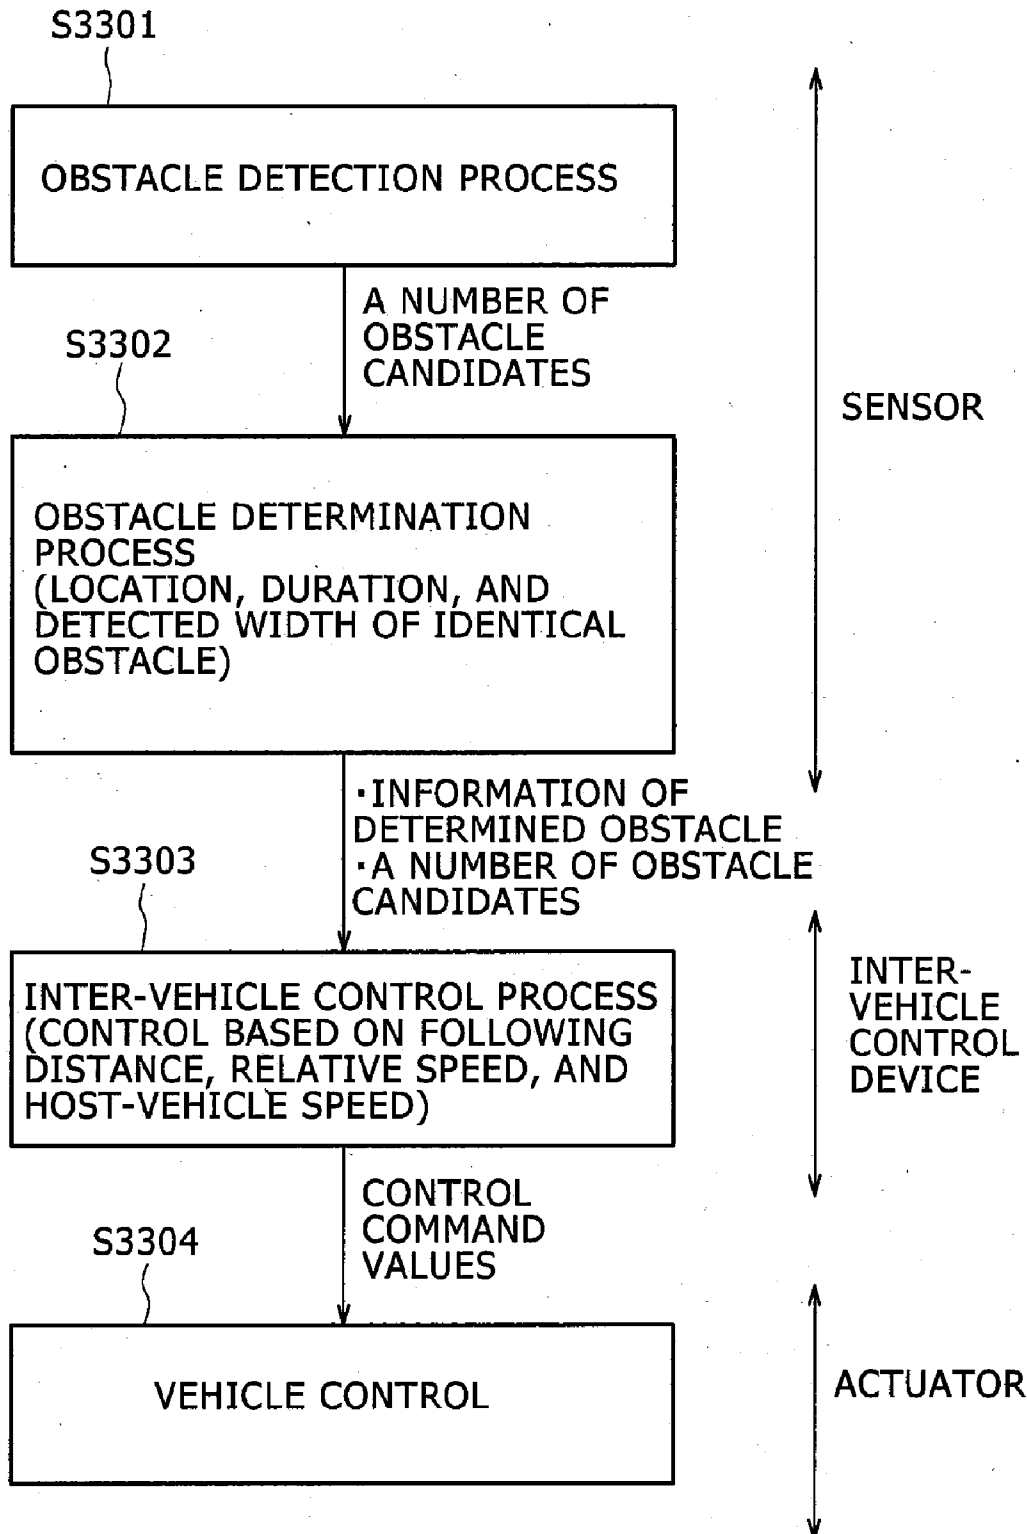 S3301
OBSTACLE DETECTION PROCESS
A NUMBER OF
OBSTACLE
CANDIDATES
S3302
SENSOR
OBSTACLE DETERMINATION
PROCESS
(LOCATION, DURATION, AND
DETECTED WIDTH OF IDENTICAL
OBSTACLE)
·INFORMATION OF
DETERMINED OBSTACLE
·A NUMBER OF OBSTACLE
CANDIDATES
S3303
INTER-VEHICLE CONTROL PROCESS
(CONTROL BASED ON FOLLOWING
DISTANCE, RELATIVE SPEED, AND
HOST-VEHICLE SPEED)
INTER-
VEHICLE
CONTROL
DEVICE
CONTROL
COMMAND
VALUES
S3304
VEHICLE CONTROL
ACTUATOR